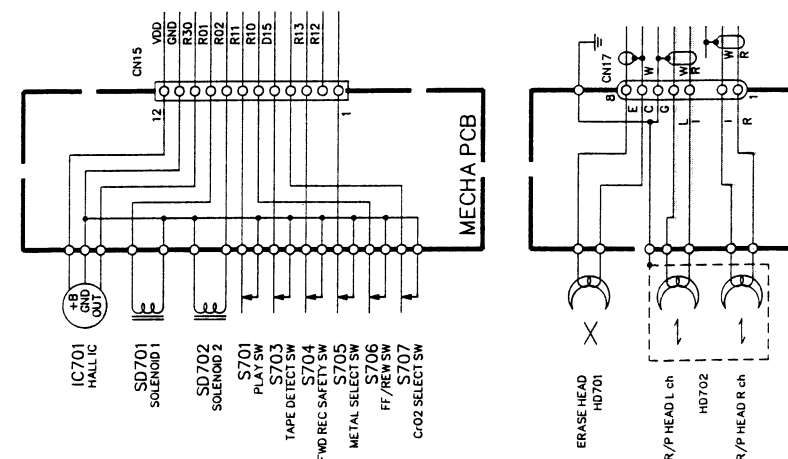 CN15
VDD
GND
R30
R01
R02
R11
R10
D15
R13
R12
12
1
MECHA PCB
+B
GND
OUT
IC701
HALL IC
SD701
SOLENOID 1
SD702
SOLENOID 2
S701
PLAY SW
S703
TAPE DETECT SW
S704
FWD REC SAFETY SW
S705
METAL SELECT SW
S706
FF/REW SW
S707
CrO2 SELECT SW
CN17
W
W
R
W
R
8
1
E
C
G
L
I
I
R
ERASE HEAD
HD701
R/P HEAD L ch
HD702
R/P HEAD R ch